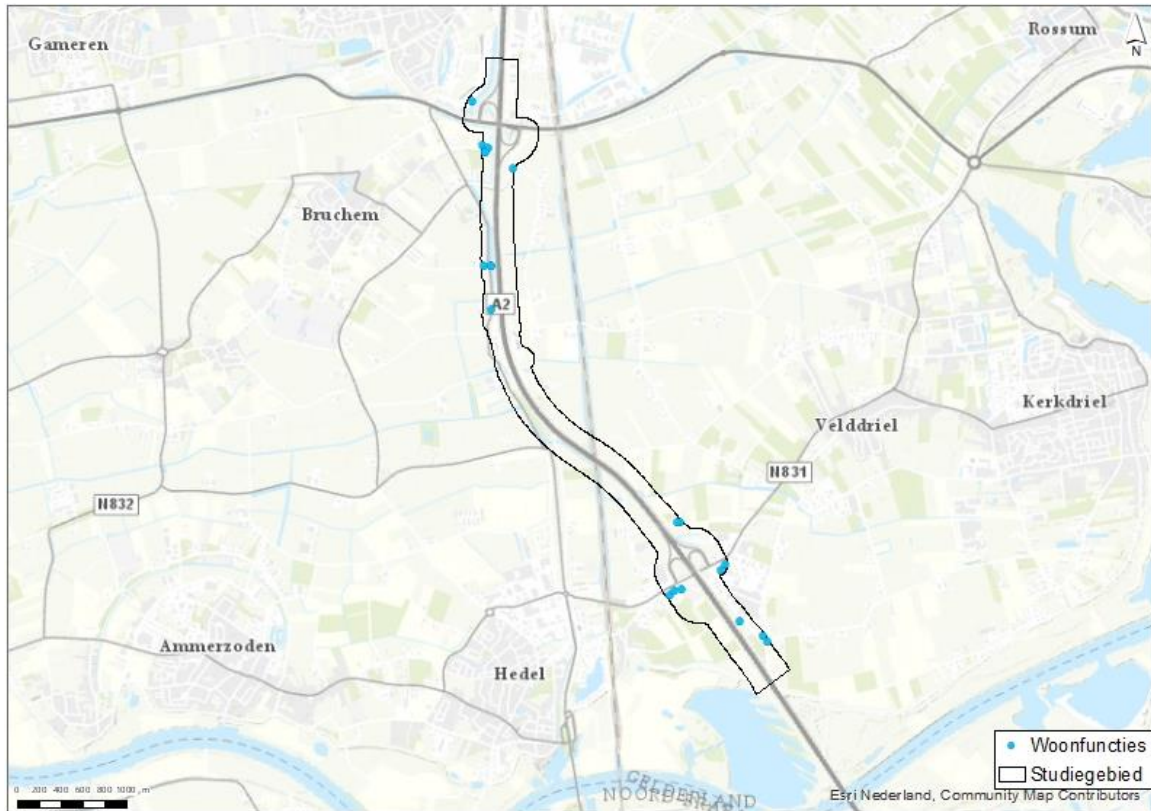 Gameren
Rossum
N
Bruchem
A2
Kerkdriel
Velddriel
N831
N832
Ammerzoden
Hedel
Woonfuncties
Studiegebied
GELDERLAND
0 200 400 600 800 1000 m
Esri Nederland, Community Map Contributors